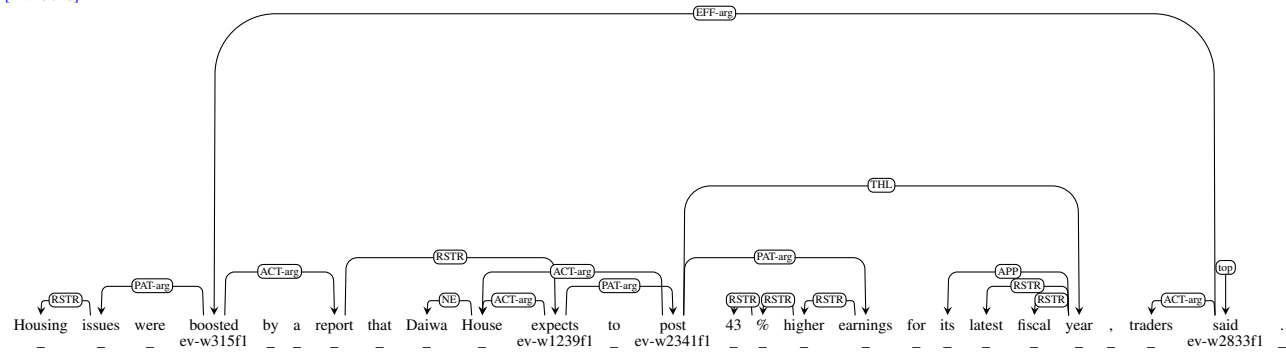 EFF-arg
THL
RSTR ACT-arg PAT-arg
ACT-arg APP top
PAT-arg PAT-arg RSTR
RSTR NE ACT-arg RSTR RSTR RSTR RSTR ACT-arg
Housing issues were boosted by a report that Daiwa House expects to post 43 % higher earnings for its latest fiscal year , traders said .
_ _ _ ev-w315f1 _ _ _ _ _ _ ev-w1239f1 _ ev-w2341f1 _ _ _ _ _ _ _ _ _ _ _ ev-w2833f1 _